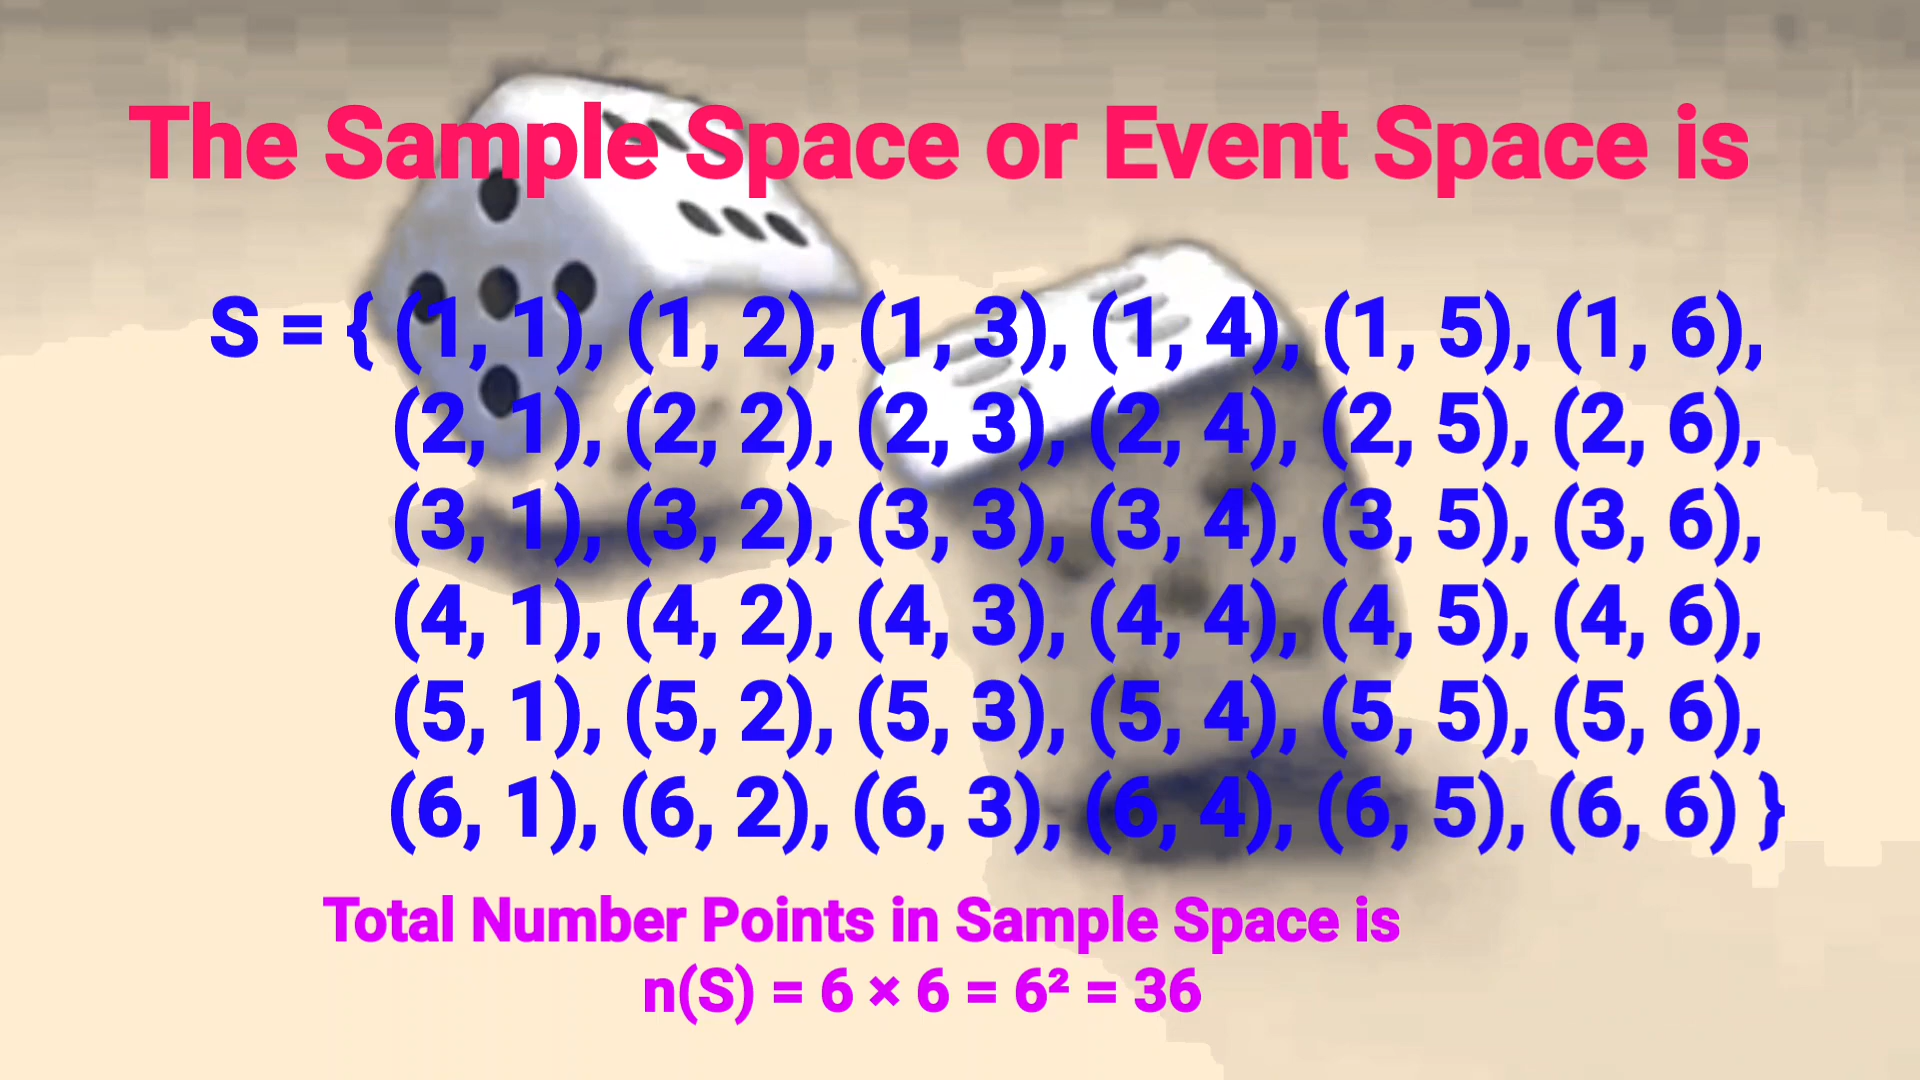 The Sample Space or Event Space is
S = { (1, 1), (1, 2), (1, 3), (1, 4), (1, 5), (1, 6),
(2, 1), (2, 2), (2, 3), (2, 4), (2, 5), (2, 6),
(3, 1), (3, 2), (3, 3), (3, 4), (3, 5), (3, 6),
(4, 1), (4, 2), (4, 3), (4, 4), (4, 5), (4, 6),
(5, 1), (5, 2), (5, 3), (5, 4), (5, 5), (5, 6),
(6, 1), (6, 2), (6, 3), (6, 4), (6, 5), (6, 6) }
Total Number Points in Sample Space is
n(S) = 6 × 6 = 6² = 36